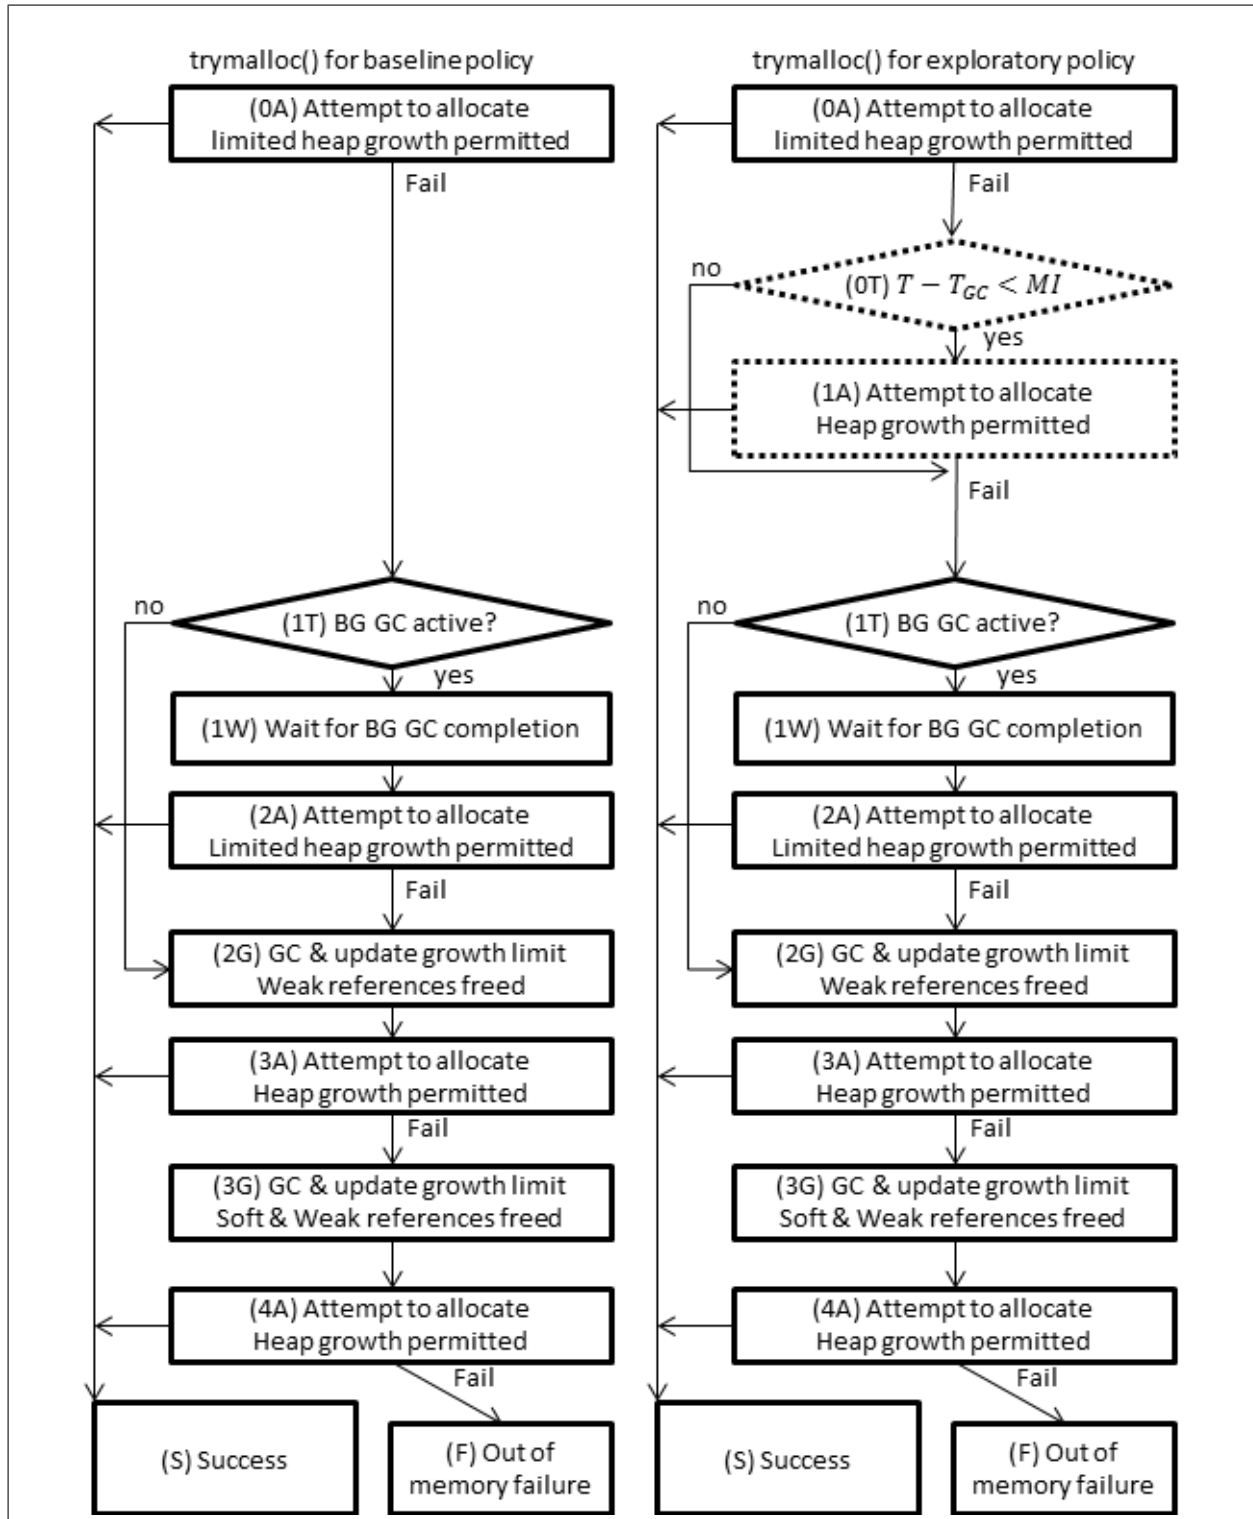 trymalloc() for baseline policy
(0A) Attempt to allocate
limited heap growth permitted
Fail
(1T) BG GC active?
no
yes
(1W) Wait for BG GC completion
(2A) Attempt to allocate
Limited heap growth permitted
Fail
(2G) GC & update growth limit
Weak references freed
(3A) Attempt to allocate
Heap growth permitted
Fail
(3G) GC & update growth limit
Soft & Weak references freed
(4A) Attempt to allocate
Heap growth permitted
Fail
(S) Success
(F) Out of
memory failure
trymalloc() for exploratory policy
(0A) Attempt to allocate
limited heap growth permitted
Fail
no
(0T) T − T_GC < MI
yes
(1A) Attempt to allocate
Heap growth permitted
Fail
no
(1T) BG GC active?
yes
(1W) Wait for BG GC completion
(2A) Attempt to allocate
Limited heap growth permitted
Fail
(2G) GC & update growth limit
Weak references freed
(3A) Attempt to allocate
Heap growth permitted
Fail
(3G) GC & update growth limit
Soft & Weak references freed
(4A) Attempt to allocate
Heap growth permitted
Fail
(S) Success
(F) Out of
memory failure